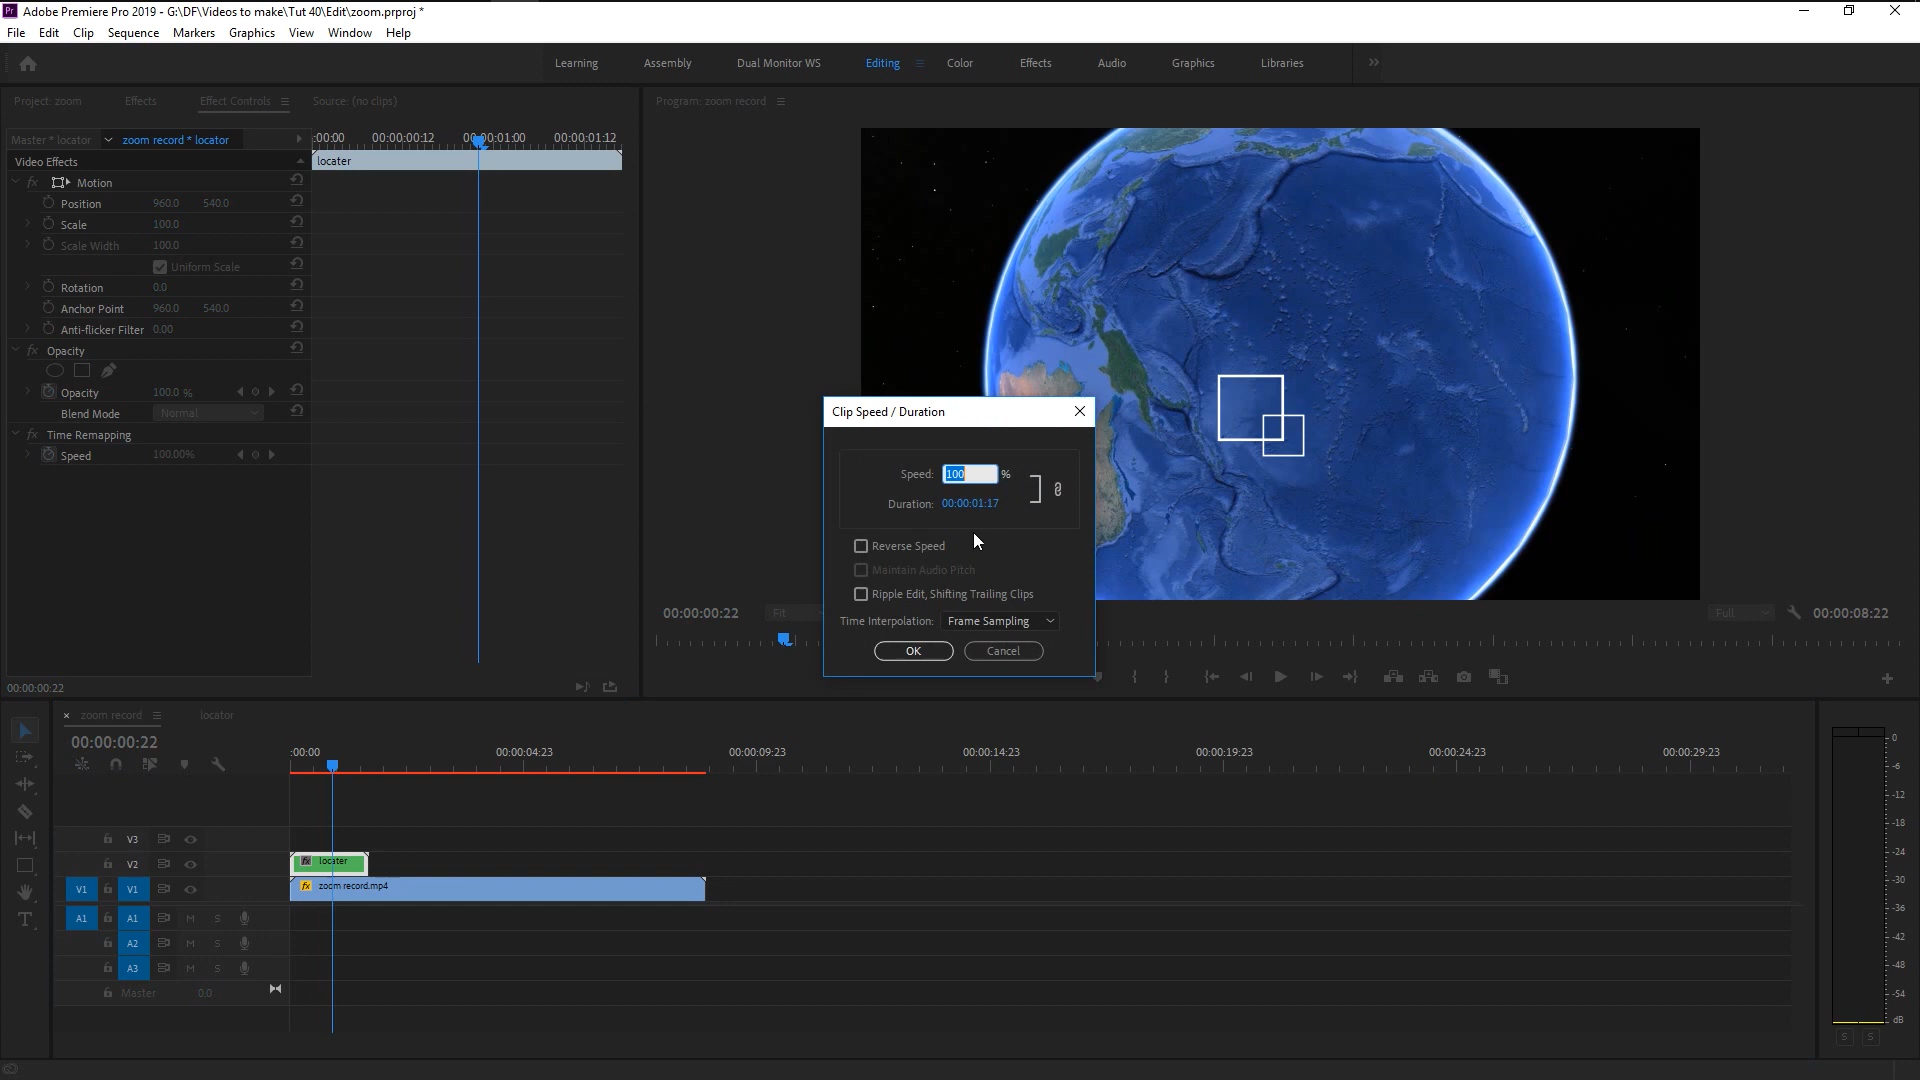 Pr Adobe Premiere Pro 2019 - G:\DF\Videos to make\Tut 40\Edit\zoom.prproj *
File Edit Clip Sequence Markers Graphics View Window Help
Learning Assembly Dual Monitor WS Editing Color Effects Audio Graphics Libraries
Project: zoom Effects Effect Controls Source: (no clips)
Program: zoom record
Master * locator zoom record * locator
:00:00 00:00:00:12 00:00:01:00 00:00:01:12
Video Effects
locater
fx Motion
Position 960.0 540.0
Scale 100.0
Scale Width 100.0
Uniform Scale
Rotation 0.0
Anchor Point 960.0 540.0
Anti-flicker Filter 0.00
fx Opacity
Opacity 100.0 %
Blend Mode Normal
fx Time Remapping
Speed 100.00%
00:00:00:22
Clip Speed / Duration
Speed: 100 %
Duration: 00:00:01:17
Reverse Speed
Maintain Audio Pitch
Ripple Edit, Shifting Trailing Clips
Time Interpolation: Frame Sampling
OK Cancel
00:00:00:22 Fit
Full 00:00:08:22
zoom record locator
00:00:00:22
:00:00 00:00:04:23 00:00:09:23 00:00:14:23 00:00:19:23 00:00:24:23 00:00:29:23
V3
V2
fx locater
V1 V1
fx zoom record.mp4
A1 A1 M S
A2 M S
A3 M S
Master 0.0
0
-6
-12
-18
-24
-30
-36
-42
-48
-54
dB
S S